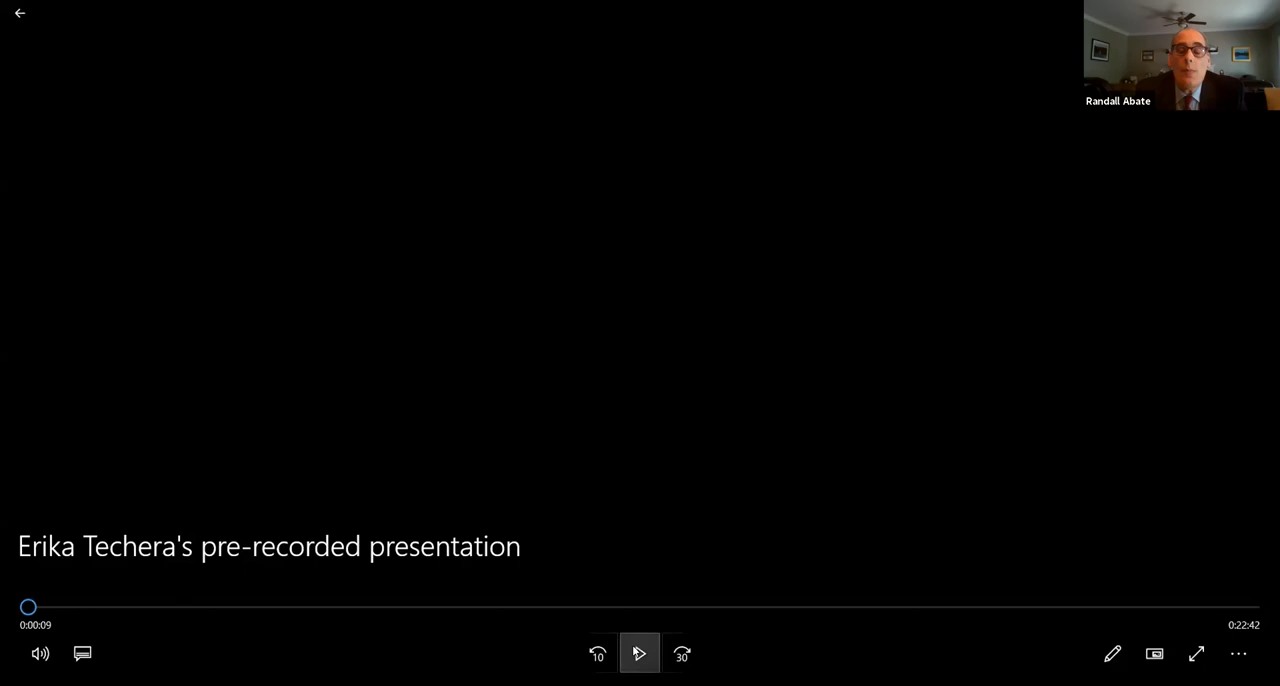 Randall Abate
Erika Techera's pre-recorded presentation
0:00:09
0:22:42
10
30